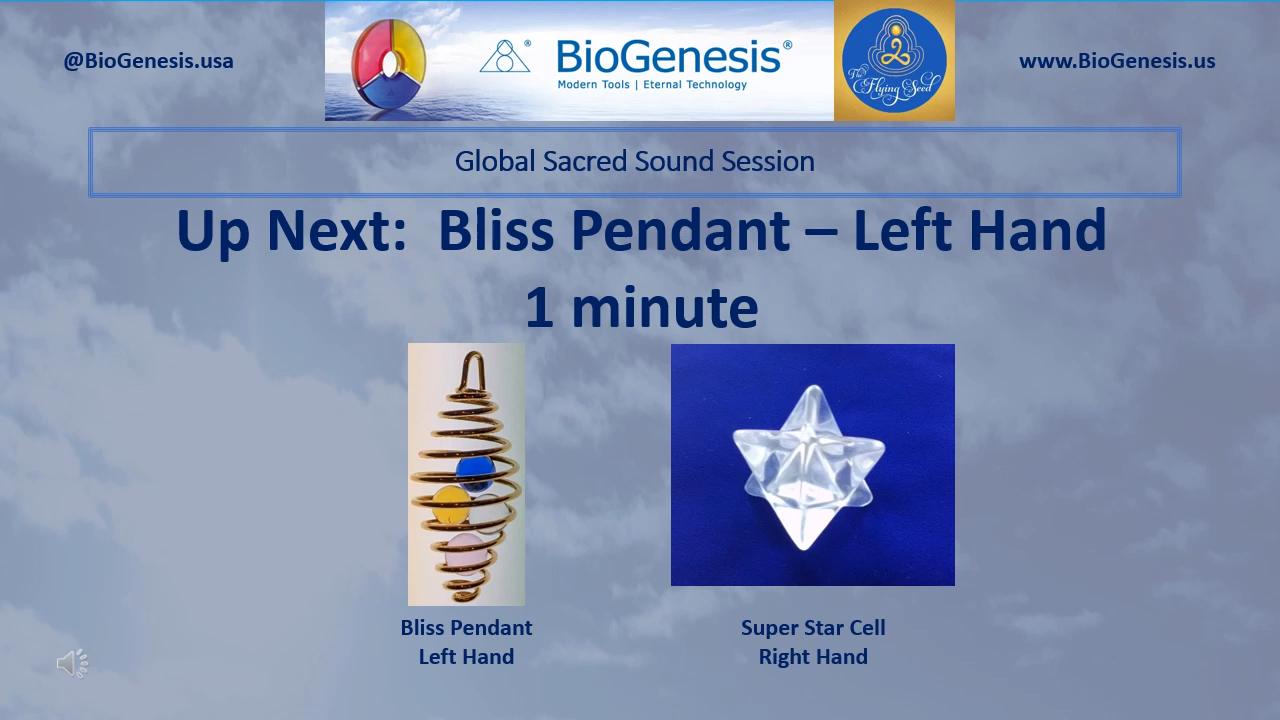 @BioGenesis.usa
® BioGenesis®
Modern Tools | Eternal Technology
The
Flying Seed
www.BioGenesis.us
Global Sacred Sound Session
Up Next:  Bliss Pendant – Left Hand
1 minute
Bliss Pendant
Left Hand
Super Star Cell
Right Hand